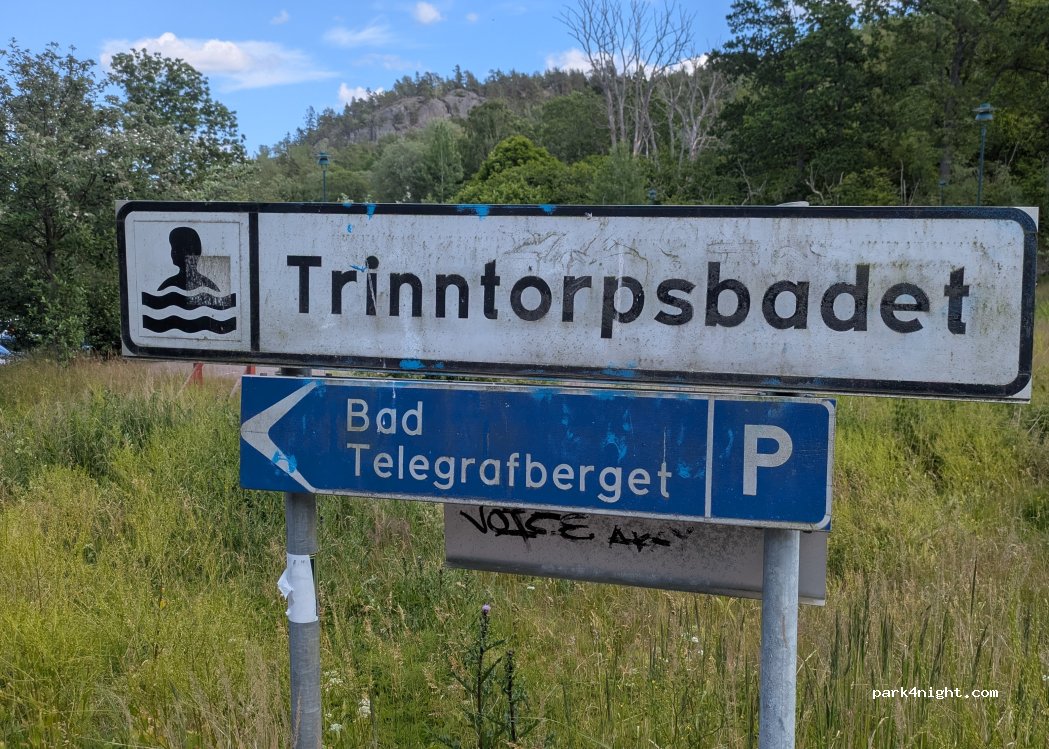 Trinntorpsbadet
Bad
Telegrafberget
P
VOICE
park4night.com